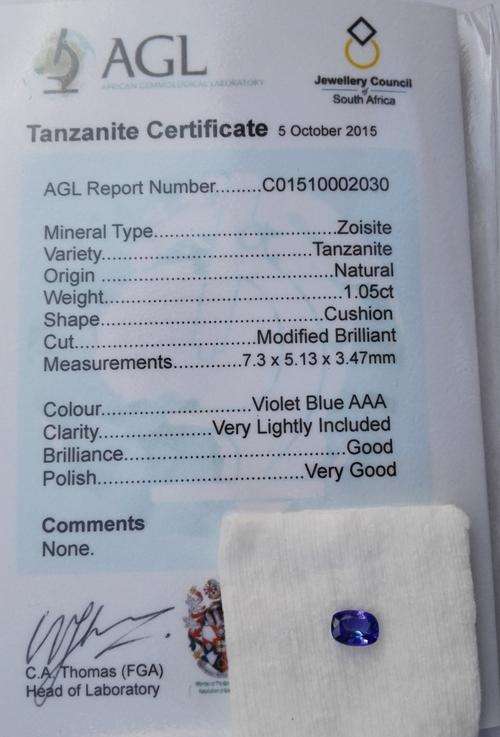 AGL
AFRICAN GEMMOLOGICAL LABORATORY
Jewellery Council
of
South Africa
Tanzanite Certificate 5 October 2015
AGL Report Number.........C01510002030
Mineral Type................................Zoisite
Variety....................................Tanzanite
Origin ......................................Natural
Weight.......................................1.05ct
Shape.....................................Cushion
Cut..........................Modified Brilliant
Measurements.............7.3 x 5.13 x 3.47mm
Colour.........................Violet Blue AAA
Clarity....................Very Lightly Included
Brilliance.....................................Good
Polish...............................Very Good
Comments
None.
C.A. Thomas (FGA)
Head of Laboratory